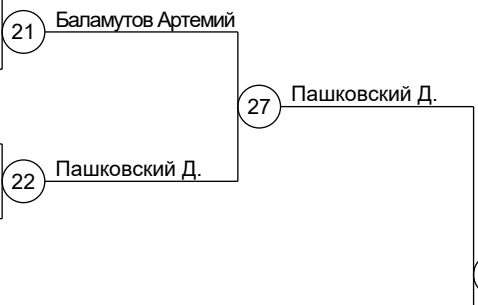 21 Баламутов Артемий
27 Пашковский Д.
22 Пашковский Д.